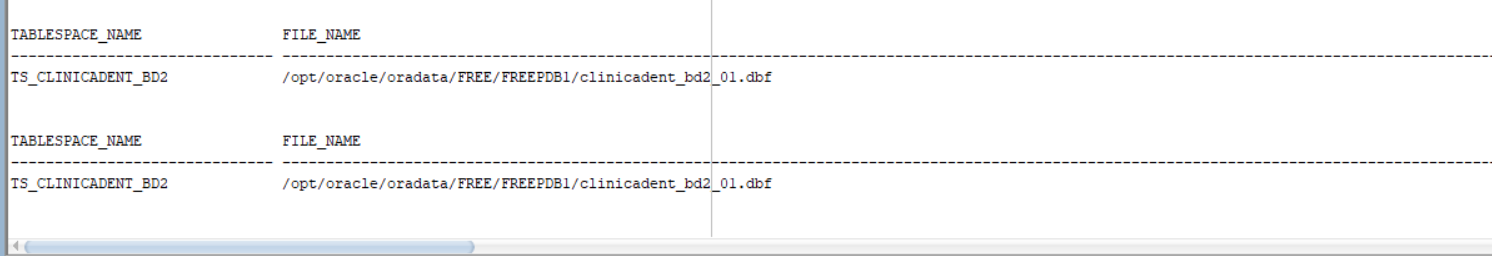 TABLESPACE_NAME FILE_NAME
------------------------------ --------------------------------------------------------------------------------------------------------------------------------------------
TS_CLINICADENT_BD2 /opt/oracle/oradata/FREE/FREEPDB1/clinicadent_bd2_01.dbf
TABLESPACE_NAME FILE_NAME
------------------------------ --------------------------------------------------------------------------------------------------------------------------------------------
TS_CLINICADENT_BD2 /opt/oracle/oradata/FREE/FREEPDB1/clinicadent_bd2_01.dbf